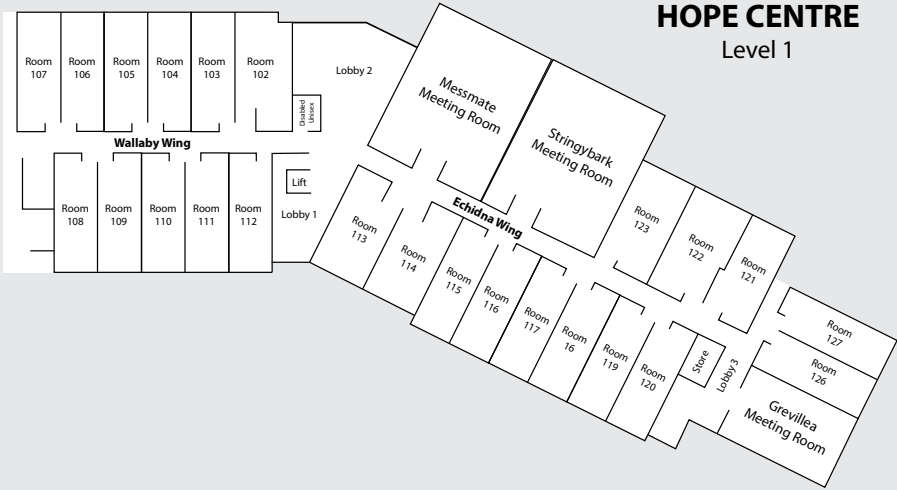 HOPE CENTRE
Level 1
Room
107
Room
106
Room
105
Room
104
Room
103
Room
102
Lobby 2
Disabled
Unisex
Wallaby Wing
Room
108
Room
109
Room
110
Room
111
Room
112
Lift
Lobby 1
Messmate
Meeting Room
Stringybark
Meeting Room
Echidna Wing
Room
113
Room
114
Room
115
Room
116
Room
117
Room
16
Room
119
Room
120
Room
123
Room
122
Room
121
Store
Lobby 3
Room
127
Room
126
Grevillea
Meeting Room